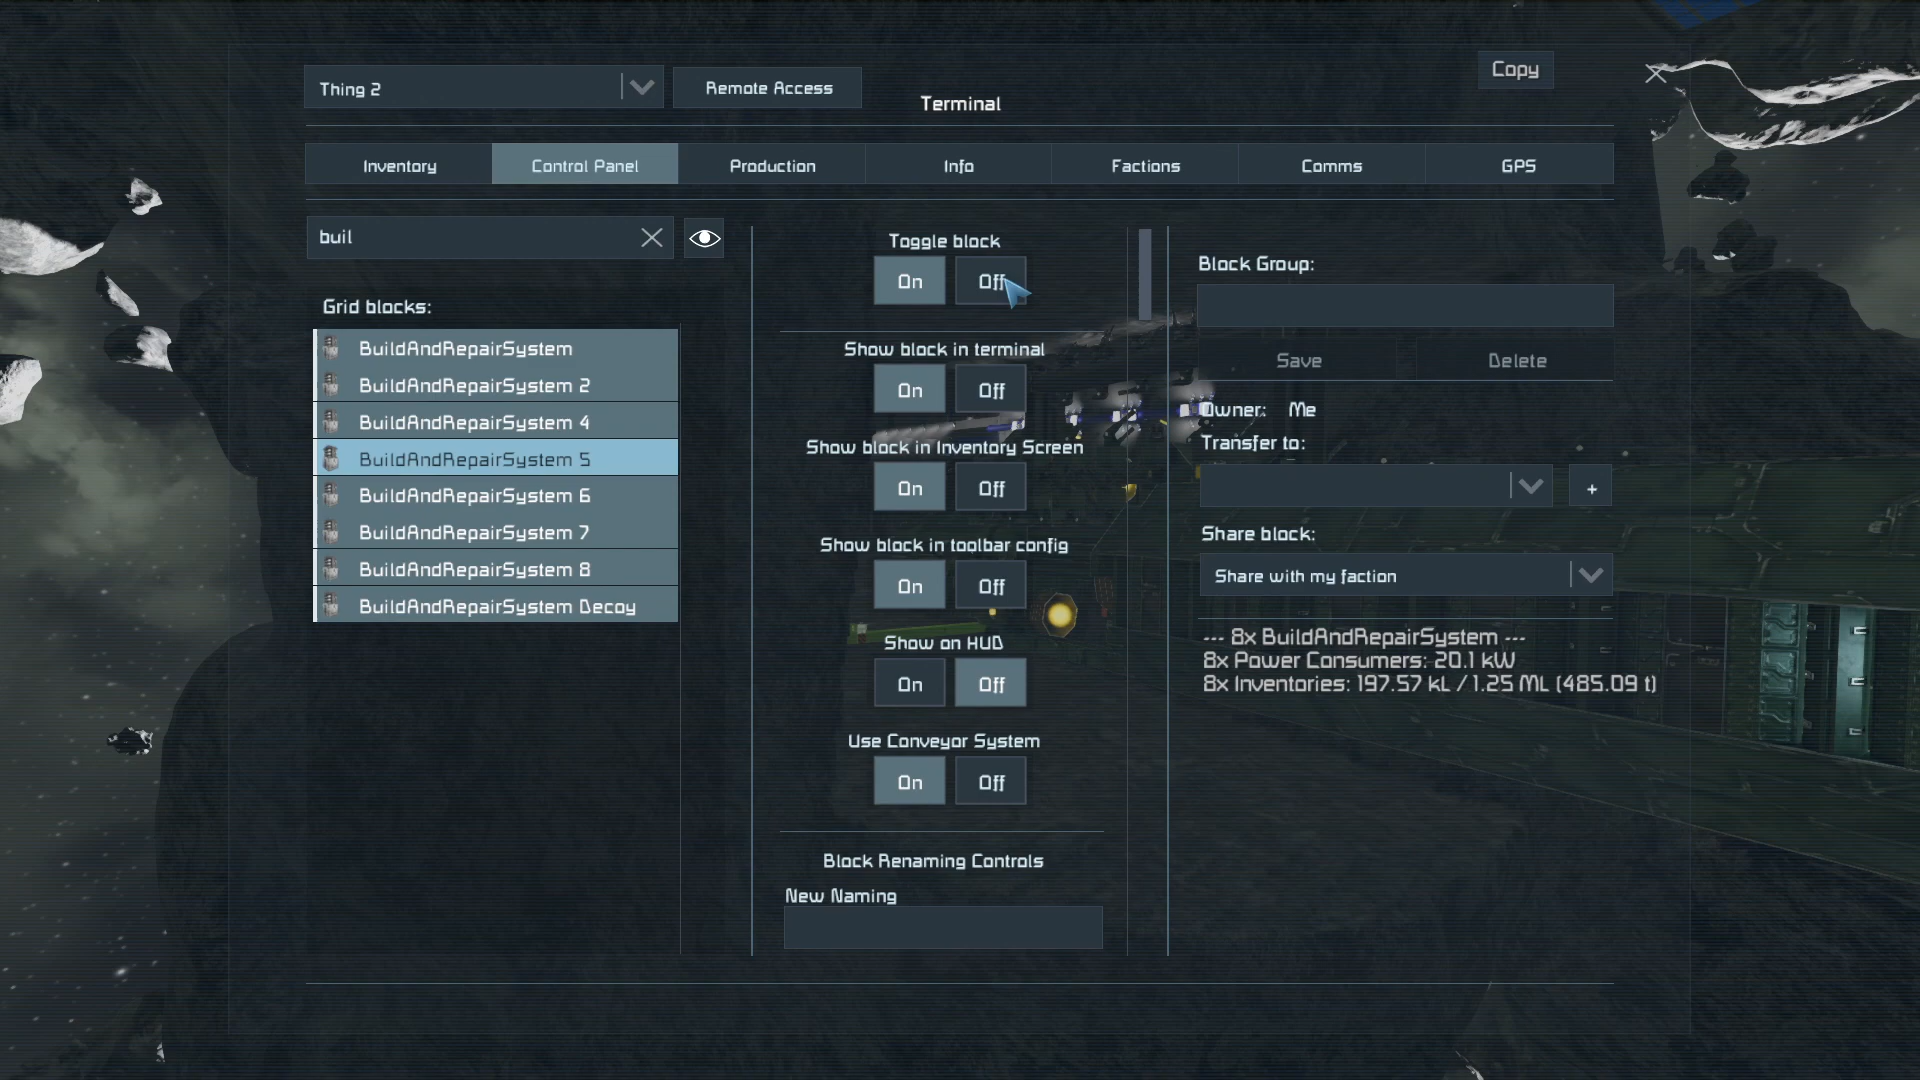 Thing 2
Remote Access
Terminal
Copy
Inventory
Control Panel
Production
Info
Factions
Comms
GPS
buil
Grid blocks:
BuildAndRepairSystem
BuildAndRepairSystem 2
BuildAndRepairSystem 4
BuildAndRepairSystem 5
BuildAndRepairSystem 6
BuildAndRepairSystem 7
BuildAndRepairSystem 8
BuildAndRepairSystem Decoy
Toggle block
On Off
Show block in terminal
On Off
Show block in Inventory Screen
On Off
Show block in toolbar config
On Off
Show on HUD
On Off
Use Conveyor System
On Off
Block Renaming Controls
New Naming
Block Group:
Save Delete
Owner: Me
Transfer to:
+
Share block:
Share with my faction
--- 8x BuildAndRepairSystem ---
8x Power Consumers: 20.1 kW
8x Inventories: 197.57 kL / 1.25 ML (485.09 t)